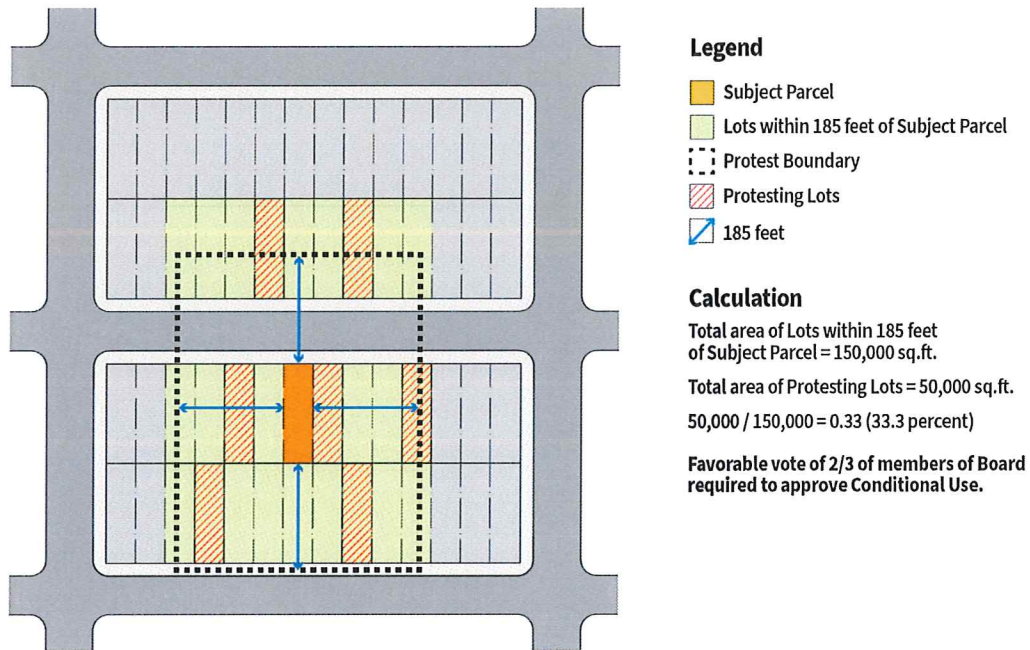 Legend
Subject Parcel
Lots within 185 feet of Subject Parcel
Protest Boundary
Protesting Lots
185 feet
Calculation
Total area of Lots within 185 feet
of Subject Parcel = 150,000 sq.ft.
Total area of Protesting Lots = 50,000 sq.ft.
50,000 / 150,000 = 0.33 (33.3 percent)
Favorable vote of 2/3 of members of Board
required to approve Conditional Use.